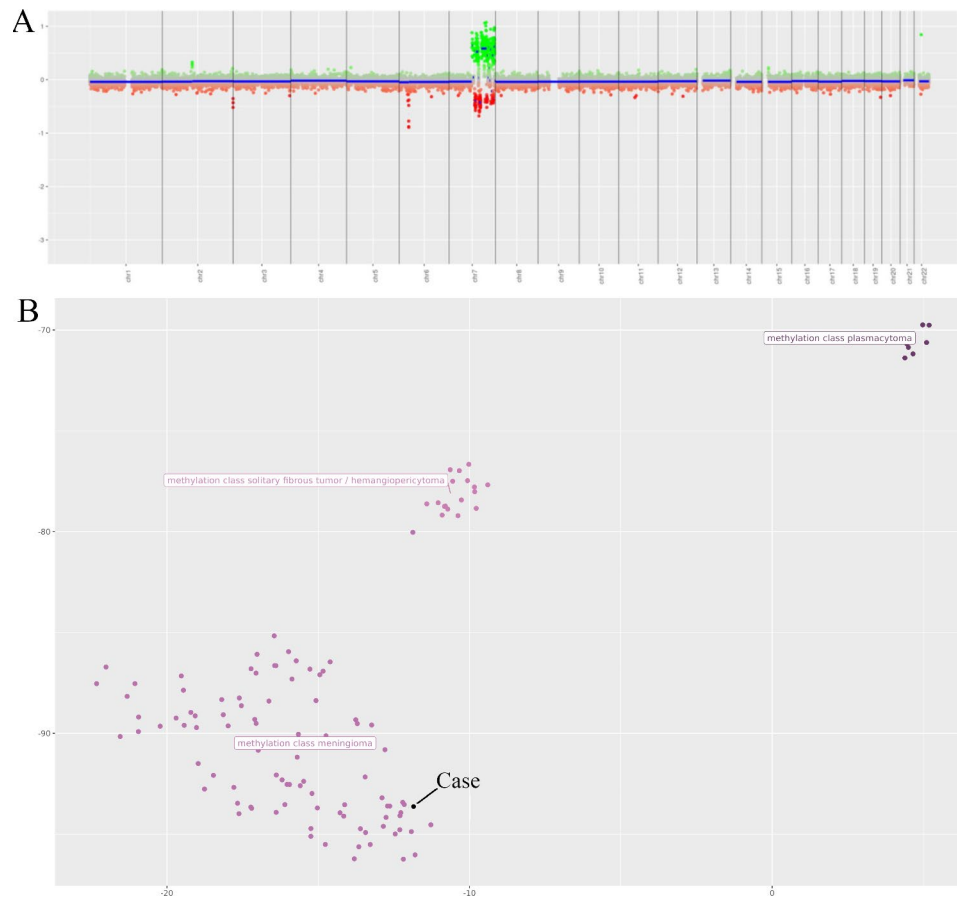 A
1-
0-
-1-
-2-
-3-
chr1
chr2
chr3
chr4
chr5
chr6
chr7
chr8
chr9
chr10
chr11
chr12
chr13
chr14
chr15
chr16
chr17
chr18
chr19
chr20
chr21
chr22
B
-70-
methylation class plasmacytoma
methylation class solitary fibrous tumor / hemangiopericytoma
-80-
-90-
methylation class meningioma
Case
-20
-10
0